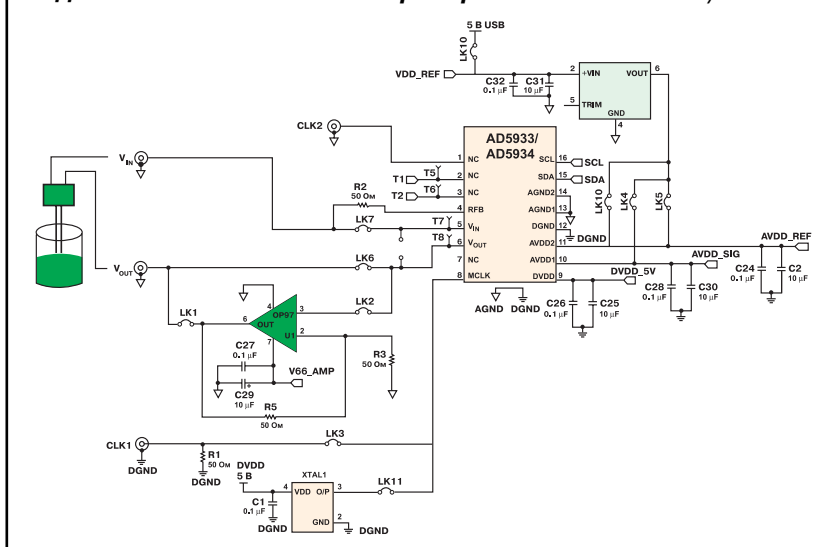 5 В USB
LK10
VDD_REF
C32
0.1 µF
C31
10 µF
2
+VIN
VOUT
6
5
TRIM
GND
4
CLK2
AD5933/
AD5934
1
NC
SCL
16
SCL
T1
T5
2
NC
SDA
15
SDA
T2
T6
3
NC
AGND2
14
R2
50 Ом
4
RFB
AGND1
13
LK7
T7
5
VIN
DGND
12
DGND
T8
6
VOUT
AVDD2
11
7
NC
AVDD1
10
8
MCLK
DVDD
9
LK10
LK4
LK5
AVDD_REF
AVDD_SIG
DVDD_5V
C24
0.1 µF
C2
10 µF
C28
0.1 µF
C30
10 µF
C26
0.1 µF
C25
10 µF
AGND
DGND
VIN
VOUT
LK6
LK1
LK2
4
OP97
3
6
OUT
2
U1
7
C27
0.1 µF
C29
10 µF
+
V66_AMP
R3
50 Ом
R5
50 Ом
CLK1
DGND
R1
50 Ом
DGND
LK3
DVDD
5 В
XTAL1
4
VDD
O/P
3
LK11
C1
0.1 µF
DGND
GND
2
DGND